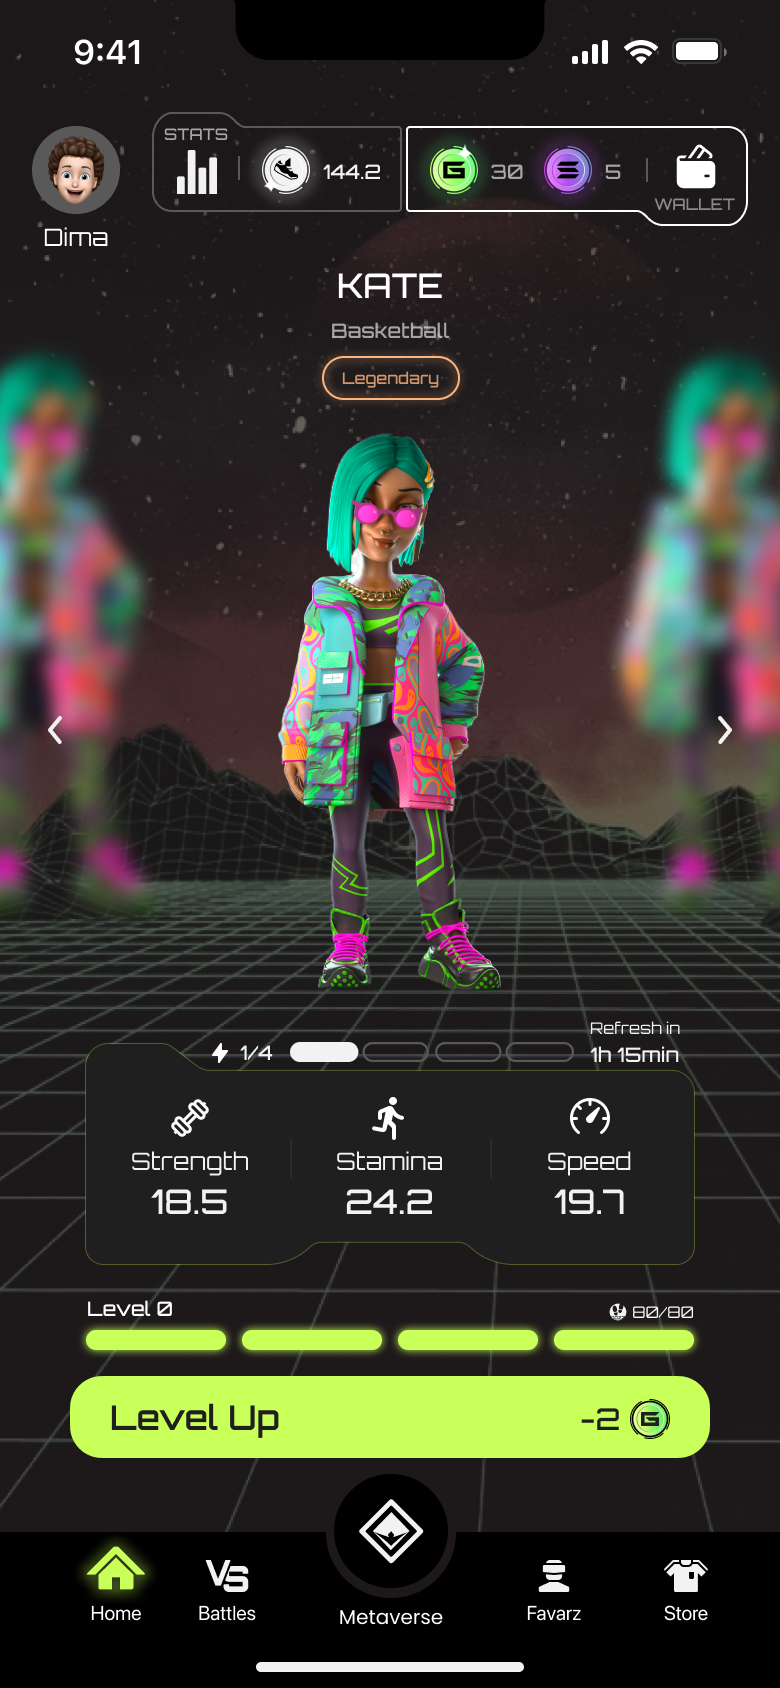 9:41
STATS
144.2
30
5
WALLET
Dima
KATE
Basketball
Legendary
1/4
Refresh in
1h 15min
Strength
18.5
Stamina
24.2
Speed
19.7
Level 0
80/80
Level Up
-2 G
Home
VS
Battles
Metaverse
Favarz
Store